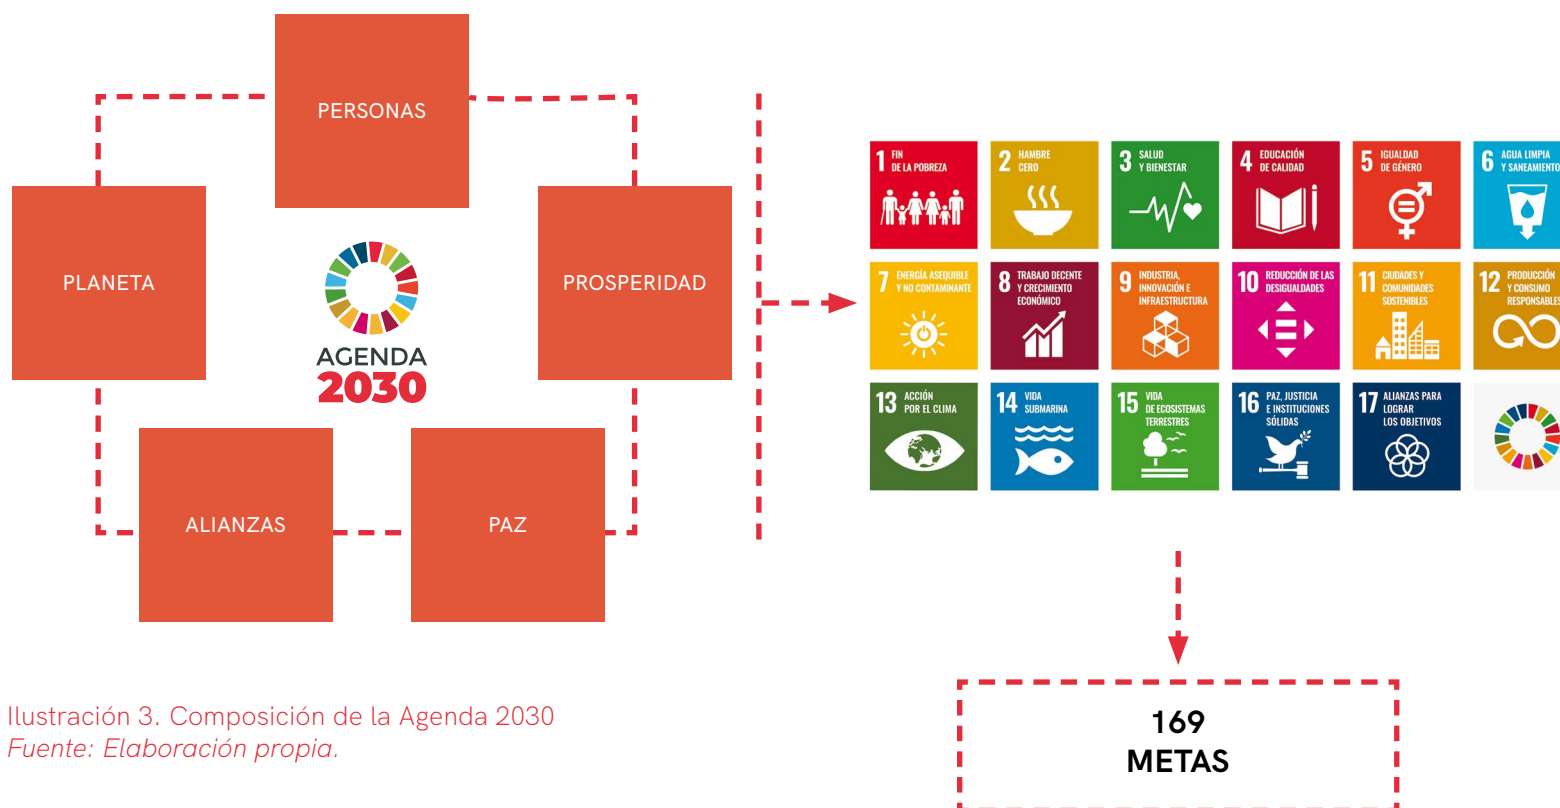 PERSONAS
PLANETA
PROSPERIDAD
AGENDA
2030
ALIANZAS
PAZ
1 FIN
DE LA POBREZA
2 HAMBRE
CERO
3 SALUD
Y BIENESTAR
4 EDUCACIÓN
DE CALIDAD
5 IGUALDAD
DE GÉNERO
6 AGUA LIMPIA
Y SANEAMIENTO
7 ENERGÍA ASEQUIBLE
Y NO CONTAMINANTE
8 TRABAJO DECENTE
Y CRECIMIENTO
ECONÓMICO
9 INDUSTRIA,
INNOVACIÓN E
INFRAESTRUCTURA
10 REDUCCIÓN DE LAS
DESIGUALDADES
11 CIUDADES Y
COMUNIDADES
SOSTENIBLES
12 PRODUCCIÓN
Y CONSUMO
RESPONSABLES
13 ACCIÓN
POR EL CLIMA
14 VIDA
SUBMARINA
15 VIDA
DE ECOSISTEMAS
TERRESTRES
16 PAZ, JUSTICIA
E INSTITUCIONES
SÓLIDAS
17 ALIANZAS PARA
LOGRAR
LOS OBJETIVOS
169
METAS
Ilustración 3. Composición de la Agenda 2030
Fuente: Elaboración propia.